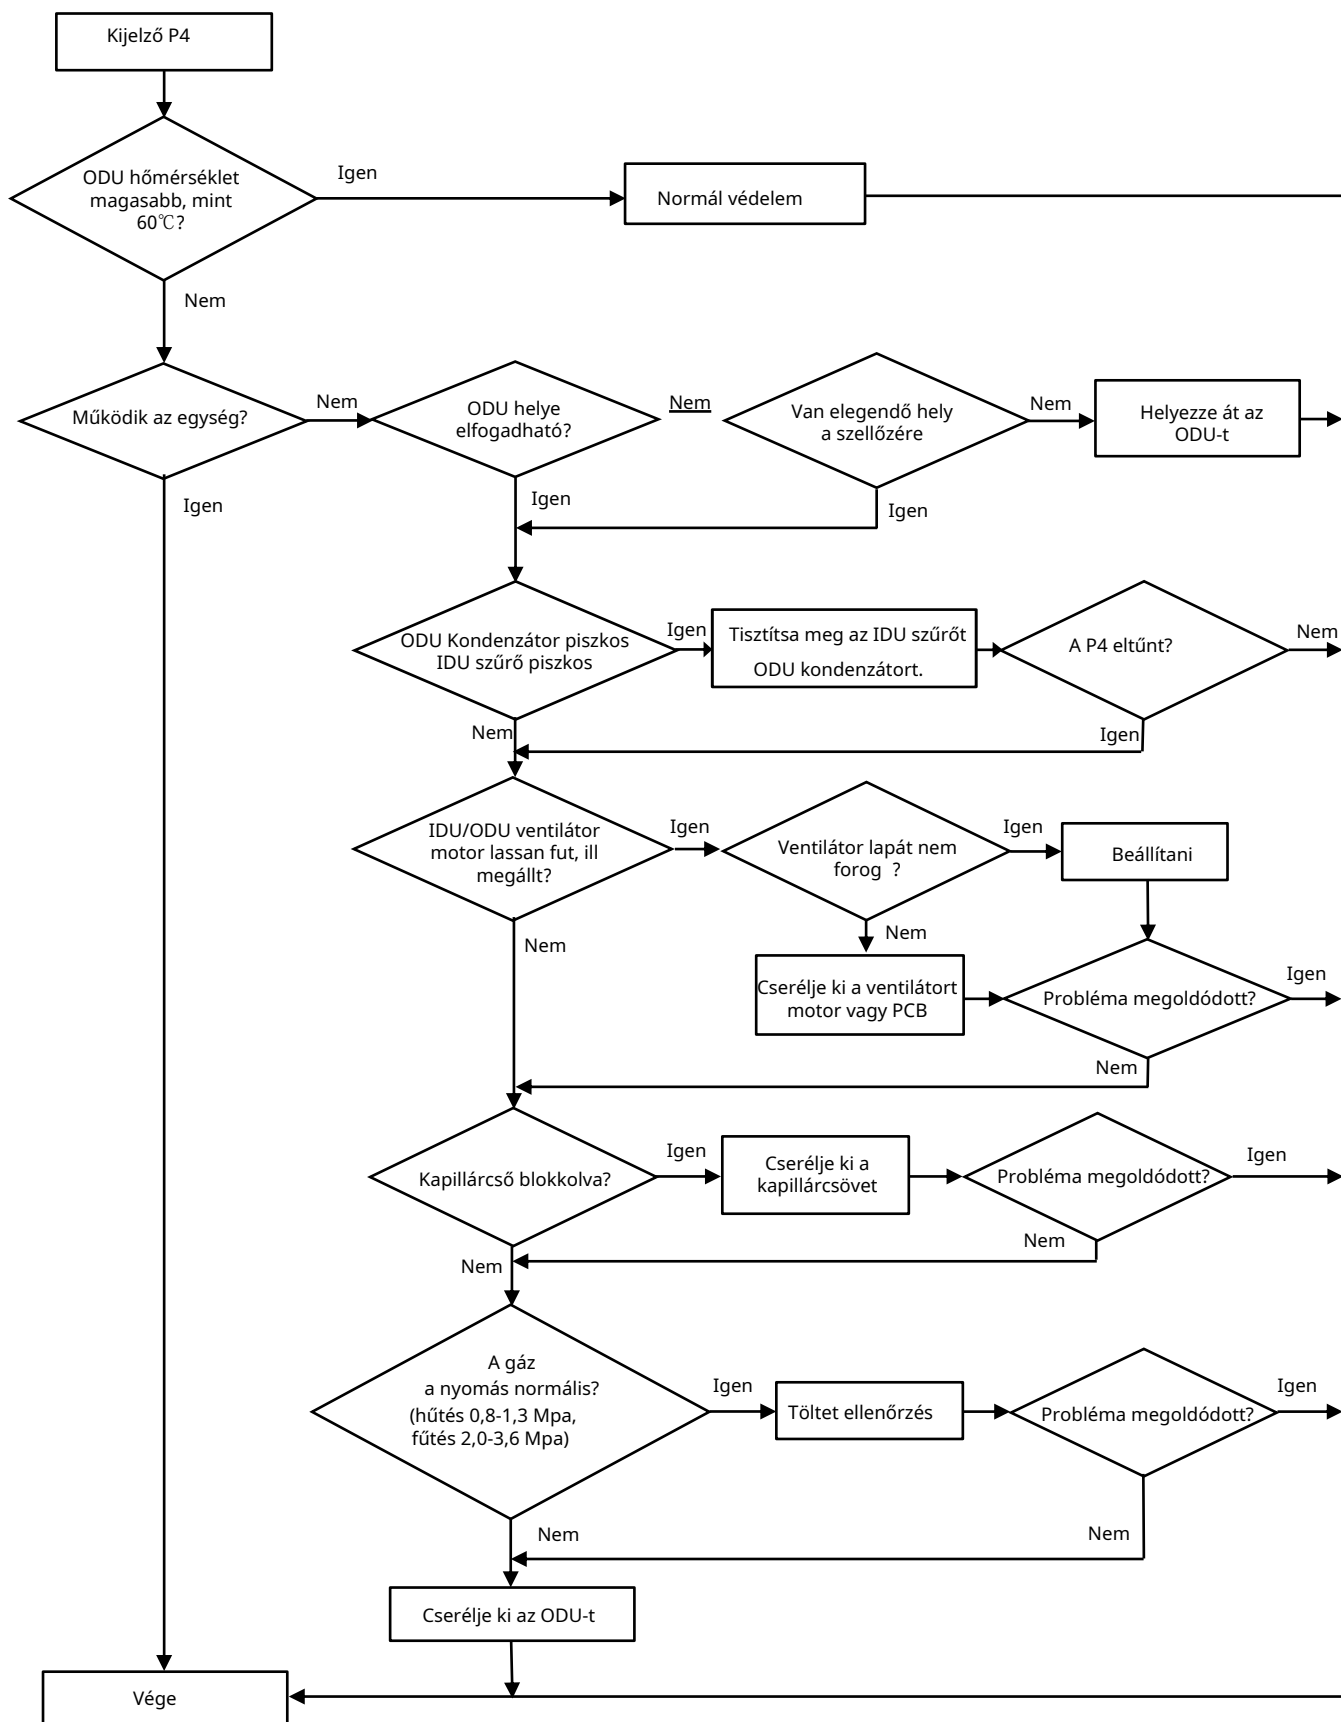 Kijelző P4
ODU hőmérséklet
magasabb, mint
60℃?
Igen
Normál védelem
Nem
Működik az egység?
Nem
ODU helye
elfogadható?
Nem
Van elegendő hely
a szellőzére
Nem
Helyezze át az
ODU-t
Igen
Igen
Igen
ODU Kondenzátor piszkos
IDU szűrő piszkos
Igen
Tisztítsa meg az IDU szűrőt
ODU kondenzátort.
A P4 eltűnt?
Nem
Nem
Igen
IDU/ODU ventilátor
motor lassan fut, ill
megállt?
Igen
Ventilátor lapát nem
forog ?
Igen
Beállítani
Nem
Nem
Cserélje ki a ventilátort
motor vagy PCB
Probléma megoldódott?
Igen
Nem
Kapillárcső blokkolva?
Igen
Cserélje ki a
kapillárcsövet
Probléma megoldódott?
Igen
Nem
Nem
A gáz
a nyomás normális?
(hűtés 0,8-1,3 Mpa,
fűtés 2,0-3,6 Mpa)
Igen
Töltet ellenőrzés
Probléma megoldódott?
Igen
Nem
Nem
Cserélje ki az ODU-t
Vége